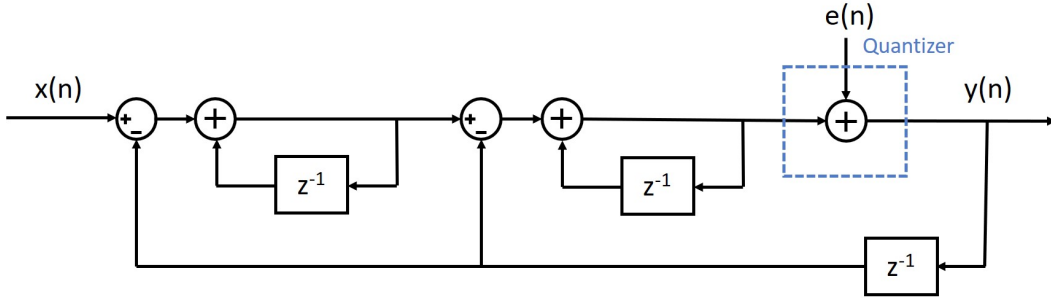 e(n)
Quantizer
x(n)
y(n)
+
-
+
+
-
+
+
z⁻¹
z⁻¹
z⁻¹